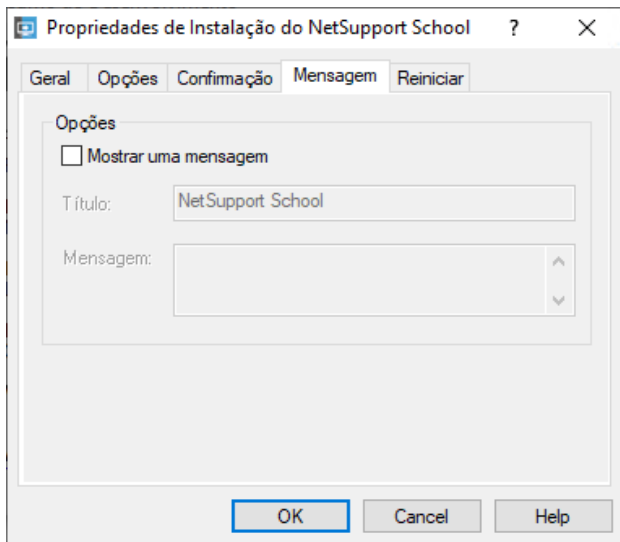 Propriedades de Instalação do NetSupport School ? ×
Geral Opções Confirmação Mensagem Reiniciar
Opções
Mostrar uma mensagem
Título: NetSupport School
Mensagem:
OK Cancel Help